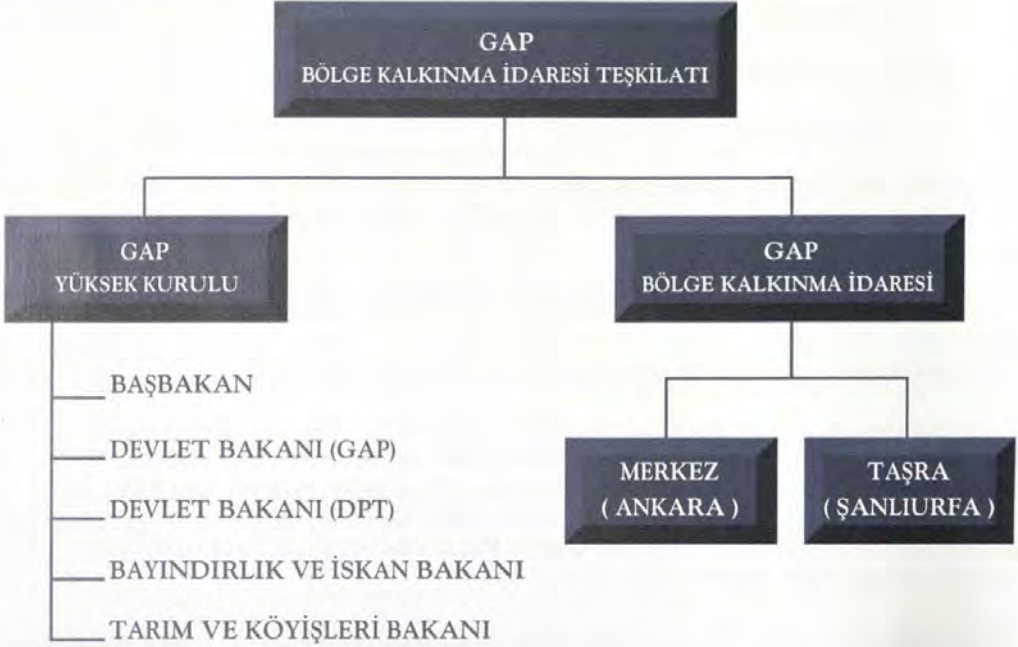 GAP
BÖLGE KALKINMA İDARESİ TEŞKİLATI
GAP
YÜKSEK KURULU
BAŞBAKAN
DEVLET BAKANI (GAP)
DEVLET BAKANI (DPT)
BAYINDIRLIK VE İSKAN BAKANI
TARIM VE KÖYİŞLERİ BAKANI
GAP
BÖLGE KALKINMA İDARESİ
MERKEZ
( ANKARA )
TAŞRA
( ŞANLIURFA )